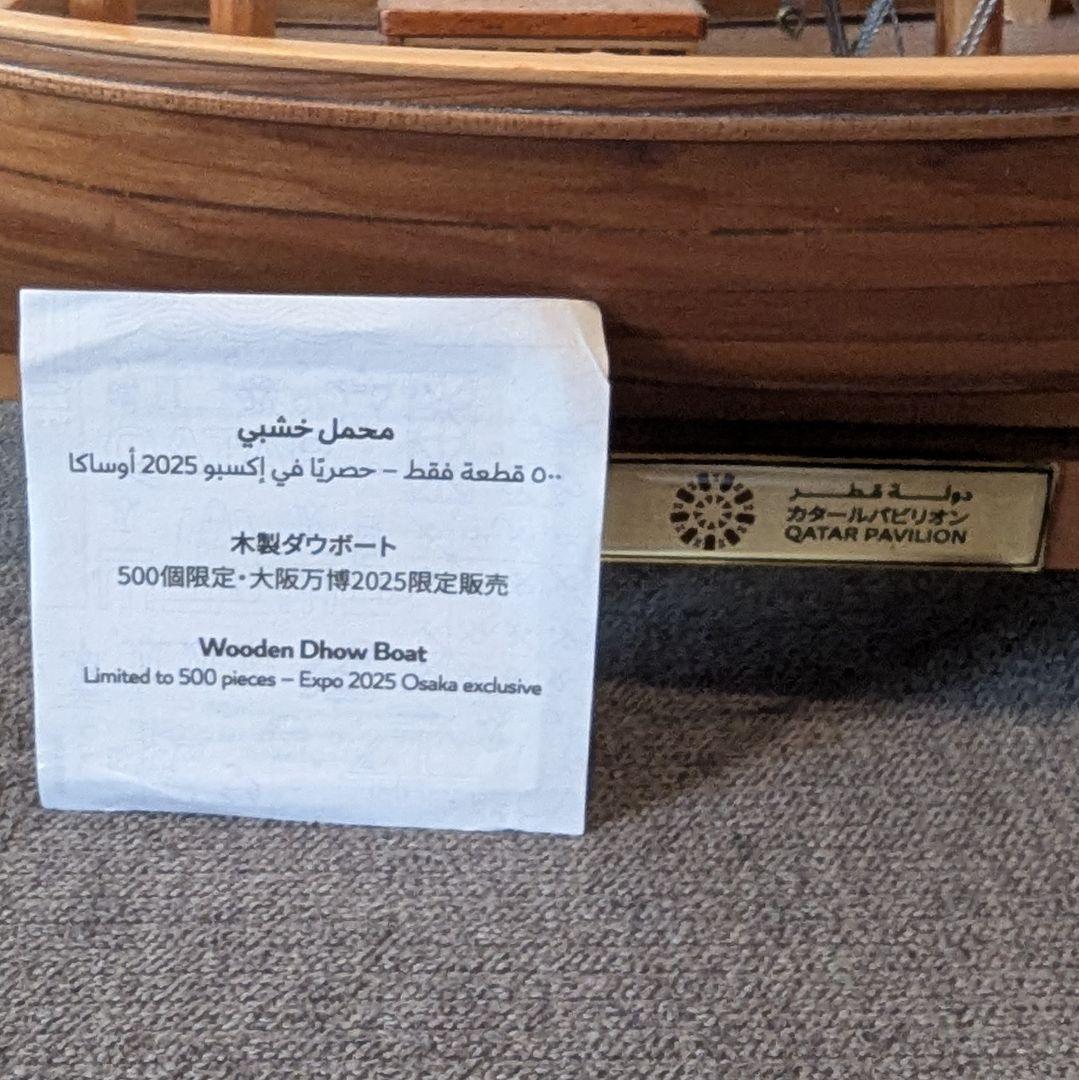 محمل خشبي
٥٠٠ قطعة فقط – حصريًا في إكسبو 2025 أوساكا
木製ダウボート
500個限定・大阪万博2025限定販売
Wooden Dhow Boat
Limited to 500 pieces – Expo 2025 Osaka exclusive
دولـــة قطــــر
カタールパビリオン
QATAR PAVILION